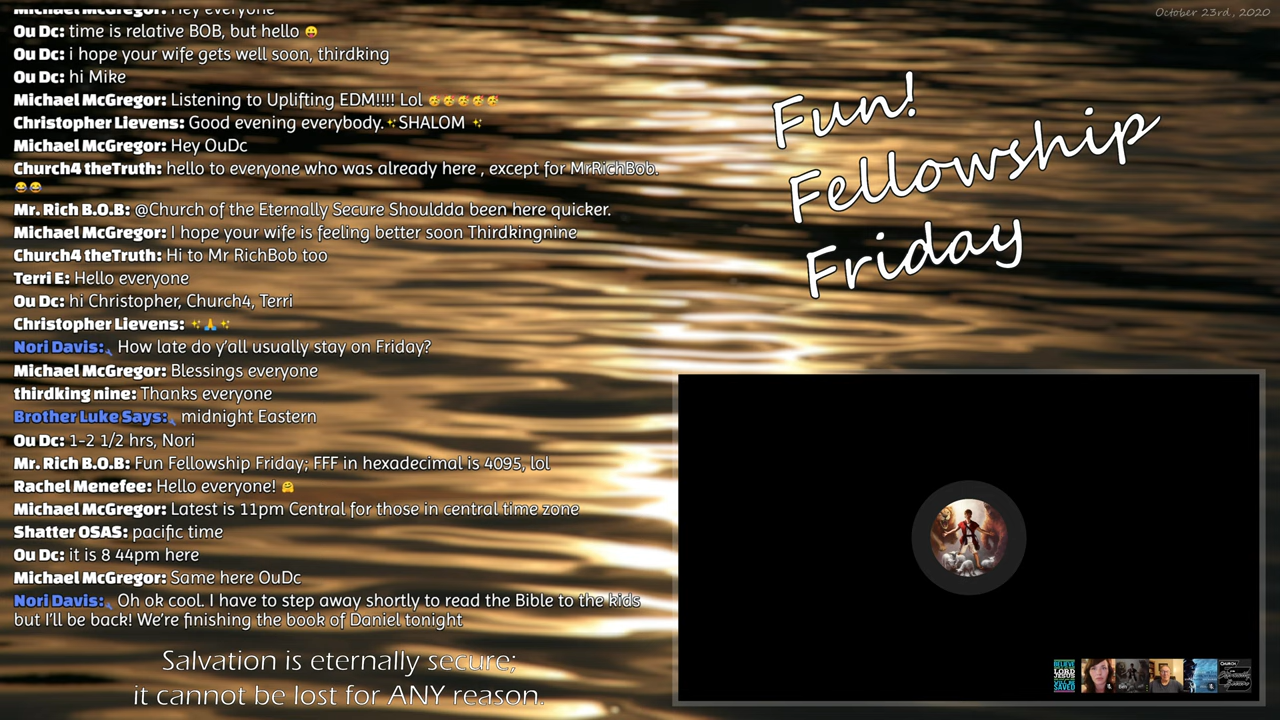 Michael McGregor: Hey everyone
Ou Dc: time is relative BOB, but hello 😛
Ou Dc: i hope your wife gets well soon, thirdking
Ou Dc: hi Mike
Michael McGregor: Listening to Uplifting EDM!!!! Lol 🥳🥳🥳🥳🥳
Christopher Lievens: Good evening everybody.✨SHALOM ✨
Michael McGregor: Hey OuDc
Church4 theTruth: hello to everyone who was already here , except for MrRichBob.
😂😂
Mr. Rich B.O.B: @Church of the Eternally Secure Shouldda been here quicker.
Michael McGregor: I hope your wife is feeling better soon Thirdkingnine
Church4 theTruth: Hi to Mr RichBob too
Terri E: Hello everyone
Ou Dc: hi Christopher, Church4, Terri
Christopher Lievens: ✨🙏✨
Nori Davis: How late do y'all usually stay on Friday?
Michael McGregor: Blessings everyone
thirdking nine: Thanks everyone
Brother Luke Says: midnight Eastern
Ou Dc: 1-2 1/2 hrs, Nori
Mr. Rich B.O.B: Fun Fellowship Friday; FFF in hexadecimal is 4095, lol
Rachel Menefee: Hello everyone! 🤗
Michael McGregor: Latest is 11pm Central for those in central time zone
Shatter OSAS: pacific time
Ou Dc: it is 8 44pm here
Michael McGregor: Same here OuDc
Nori Davis: Oh ok cool. I have to step away shortly to read the Bible to the kids
but I'll be back! We're finishing the book of Daniel tonight
Salvation is eternally secure;
it cannot be lost for ANY reason.
October 23rd, 2020
Fun!
Fellowship
Friday
BELIEVE
LORD
JESUS
SAVED
CHURCH